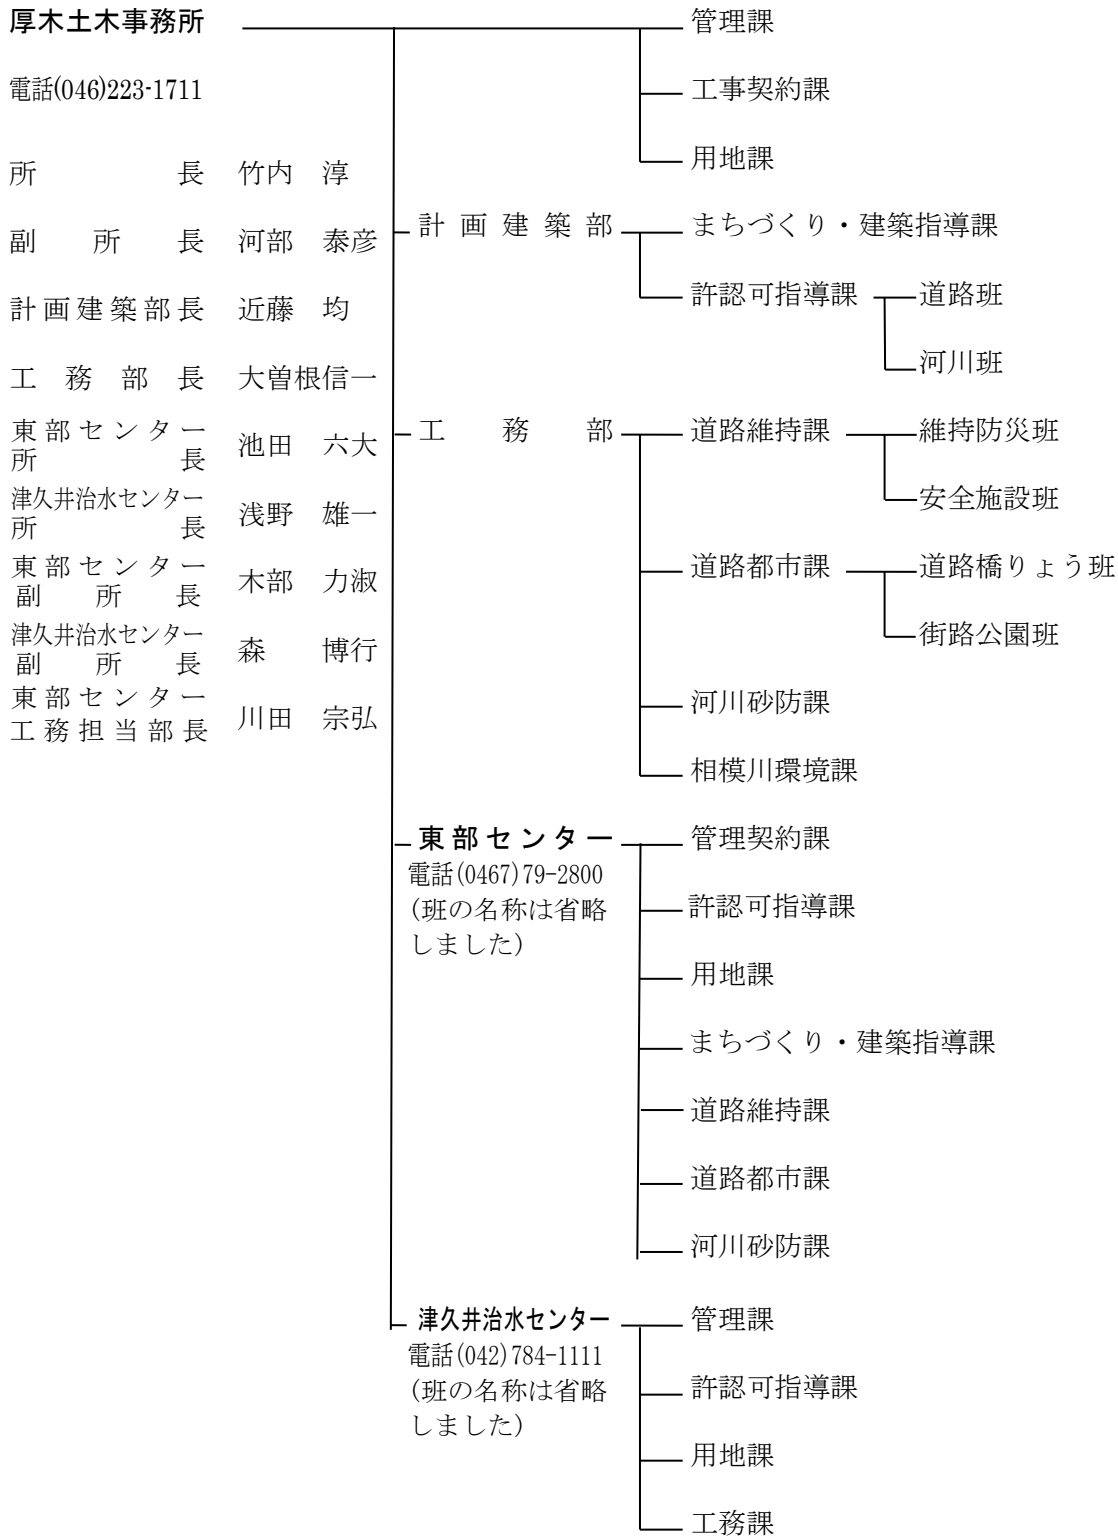 厚木土木事務所
電話(046)223-1711
所長 竹内 淳
副所長 河部 泰彦
計画建築部長 近藤 均
工務部長 大曽根信一
東部センター
所長 池田 六大
津久井治水センター
所長 浅野 雄一
東部センター
副所長 木部 力淑
津久井治水センター
副所長 森 博行
東部センター
工務担当部長 川田 宗弘
管理課
工事契約課
用地課
計画建築部
まちづくり・建築指導課
許認可指導課
道路班
河川班
工務部
道路維持課
維持防災班
安全施設班
道路都市課
道路橋りょう班
街路公園班
河川砂防課
相模川環境課
東部センター
電話(0467)79-2800
(班の名称は省略
しました)
管理契約課
許認可指導課
用地課
まちづくり・建築指導課
道路維持課
道路都市課
河川砂防課
津久井治水センター
電話(042)784-1111
(班の名称は省略
しました)
管理課
許認可指導課
用地課
工務課